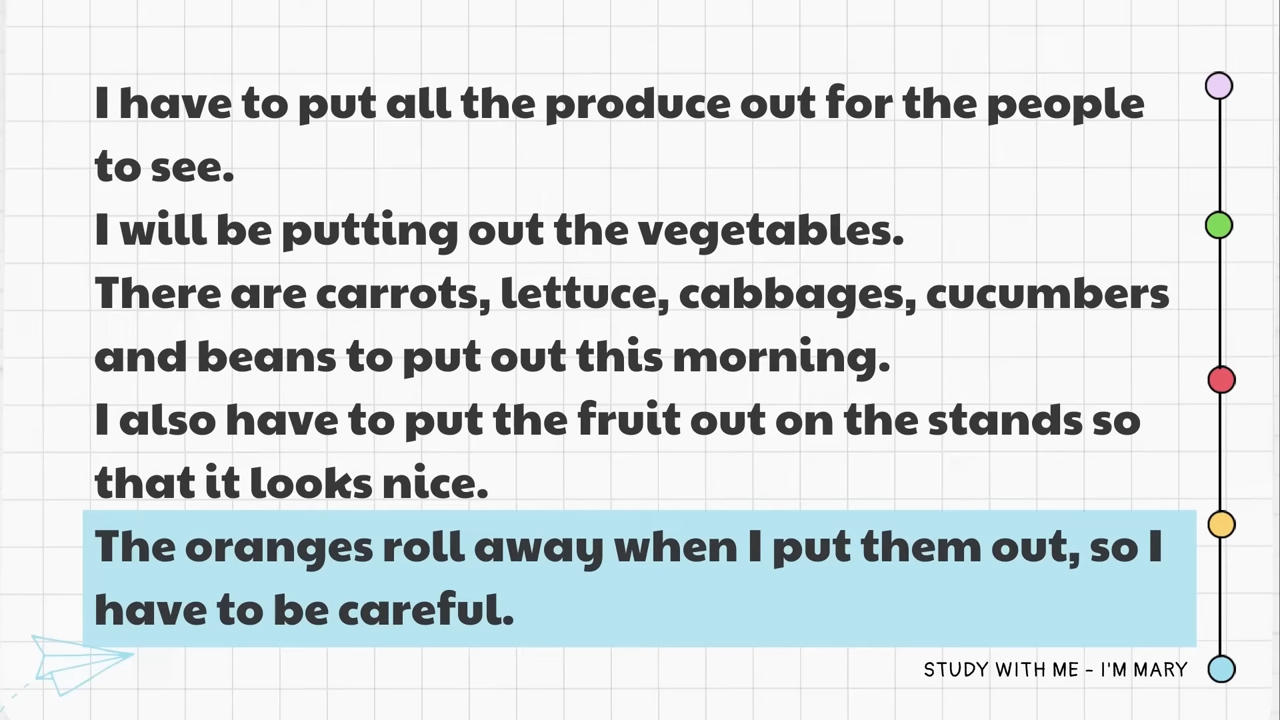 I have to put all the produce out for the people
to see.
I will be putting out the vegetables.
There are carrots, lettuce, cabbages, cucumbers
and beans to put out this morning.
I also have to put the fruit out on the stands so
that it looks nice.
The oranges roll away when I put them out, so I
have to be careful.
STUDY WITH ME - I'M MARY